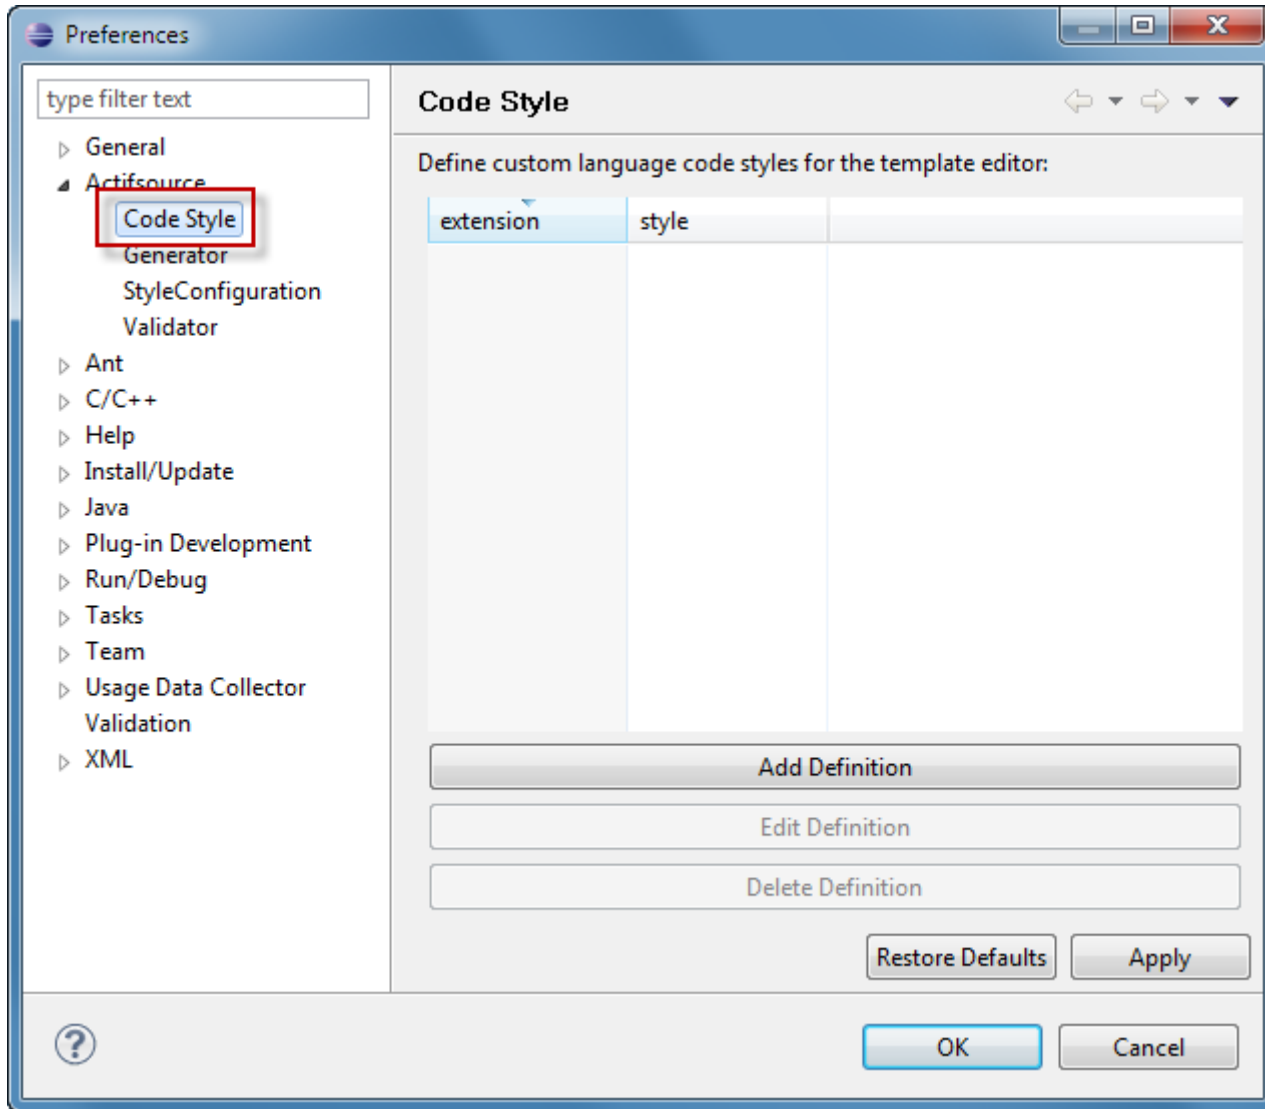 Preferences
type filter text
General
Actifsource
Code Style
Generator
StyleConfiguration
Validator
Ant
C/C++
Help
Install/Update
Java
Plug-in Development
Run/Debug
Tasks
Team
Usage Data Collector
Validation
XML
Code Style
Define custom language code styles for the template editor:
extension style
Add Definition
Edit Definition
Delete Definition
Restore Defaults Apply
? OK Cancel